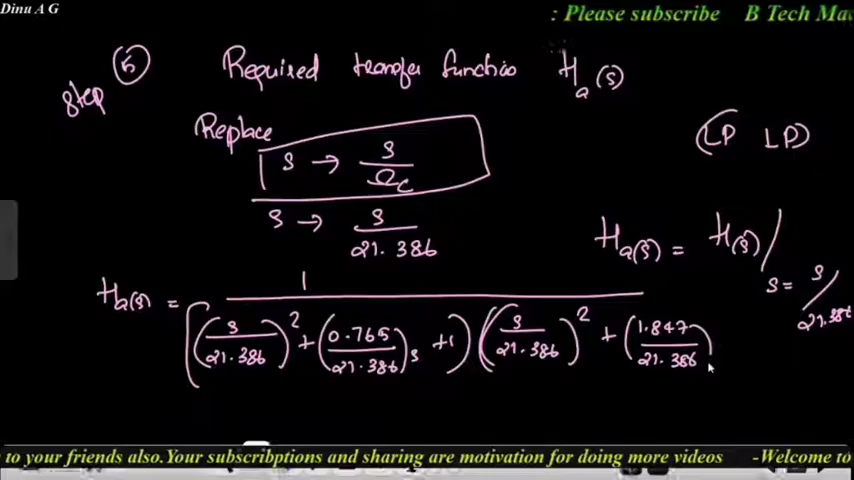 Dinu A G
: Please subscribe B Tech Mac
Step 5 Required transfer function Ha(s)
Replace
(LP LP)
s → s/Ωc
s → s/21.386
Ha(s) = H(s)/ s = s/21.386
Ha(s) = 1
[((s/21.386)² + (0.765/21.386)s + 1) ((s/21.386)² + (1.847/21.386)
to your friends also.Your subscribptions and sharing are motivation for doing more videos -Welcome to